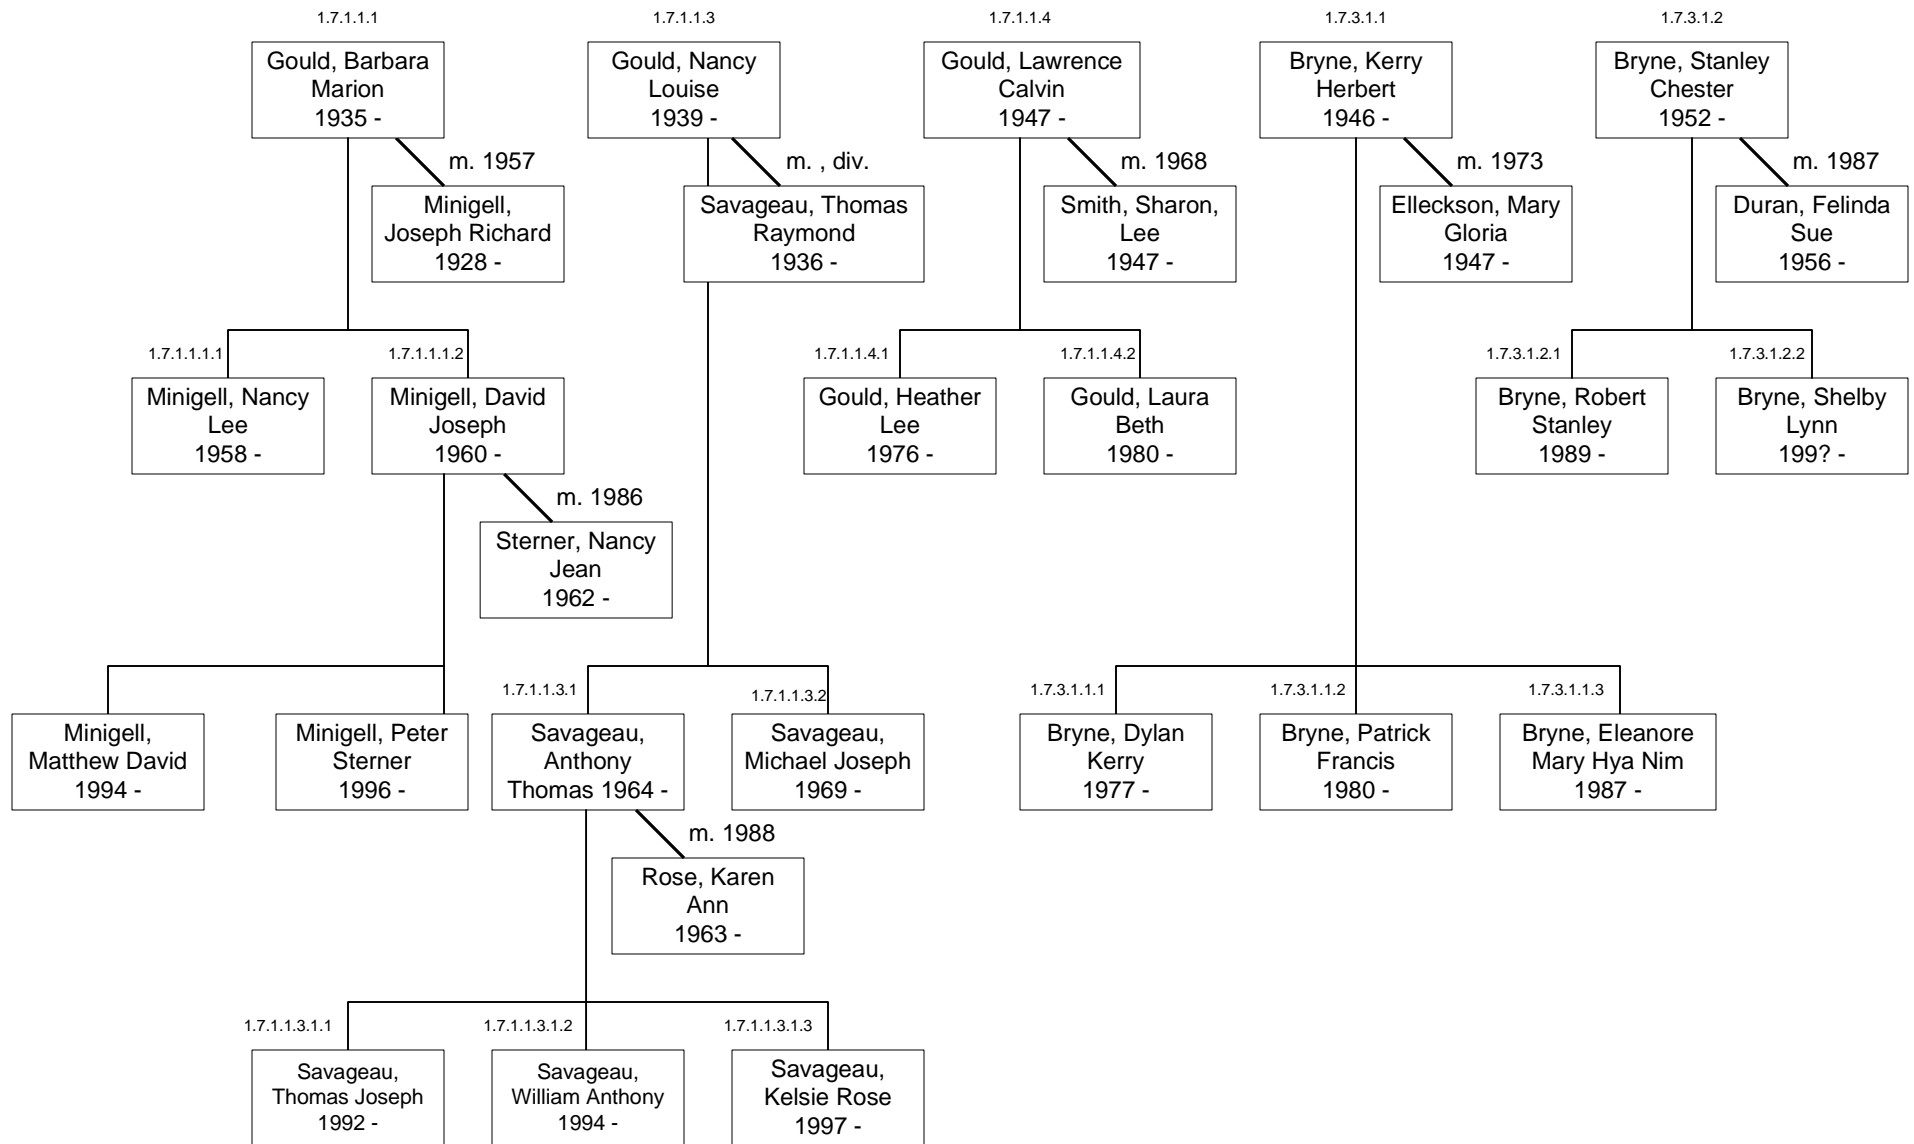 1.7.1.1.1
1.7.1.1.3
1.7.1.1.4
1.7.3.1.1
1.7.3.1.2
Gould, Barbara
Marion
1935 -
Gould, Nancy
Louise
1939 -
Gould, Lawrence
Calvin
1947 -
Bryne, Kerry
Herbert
1946 -
Bryne, Stanley
Chester
1952 -
m. 1957
m. , div.
m. 1968
m. 1973
m. 1987
Minigell,
Joseph Richard
1928 -
Savageau, Thomas
Raymond
1936 -
Smith, Sharon,
Lee
1947 -
Elleckson, Mary
Gloria
1947 -
Duran, Felinda
Sue
1956 -
1.7.1.1.1.1
1.7.1.1.1.2
1.7.1.1.4.1
1.7.1.1.4.2
1.7.3.1.2.1
1.7.3.1.2.2
Minigell, Nancy
Lee
1958 -
Minigell, David
Joseph
1960 -
Gould, Heather
Lee
1976 -
Gould, Laura
Beth
1980 -
Bryne, Robert
Stanley
1989 -
Bryne, Shelby
Lynn
199? -
m. 1986
Sterner, Nancy
Jean
1962 -
1.7.1.1.3.1
1.7.1.1.3.2
1.7.3.1.1.1
1.7.3.1.1.2
1.7.3.1.1.3
Minigell,
Matthew David
1994 -
Minigell, Peter
Sterner
1996 -
Savageau,
Anthony
Thomas 1964 -
Savageau,
Michael Joseph
1969 -
Bryne, Dylan
Kerry
1977 -
Bryne, Patrick
Francis
1980 -
Bryne, Eleanore
Mary Hya Nim
1987 -
m. 1988
Rose, Karen
Ann
1963 -
1.7.1.1.3.1.1
1.7.1.1.3.1.2
1.7.1.1.3.1.3
Savageau,
Thomas Joseph
1992 -
Savageau,
William Anthony
1994 -
Savageau,
Kelsie Rose
1997 -